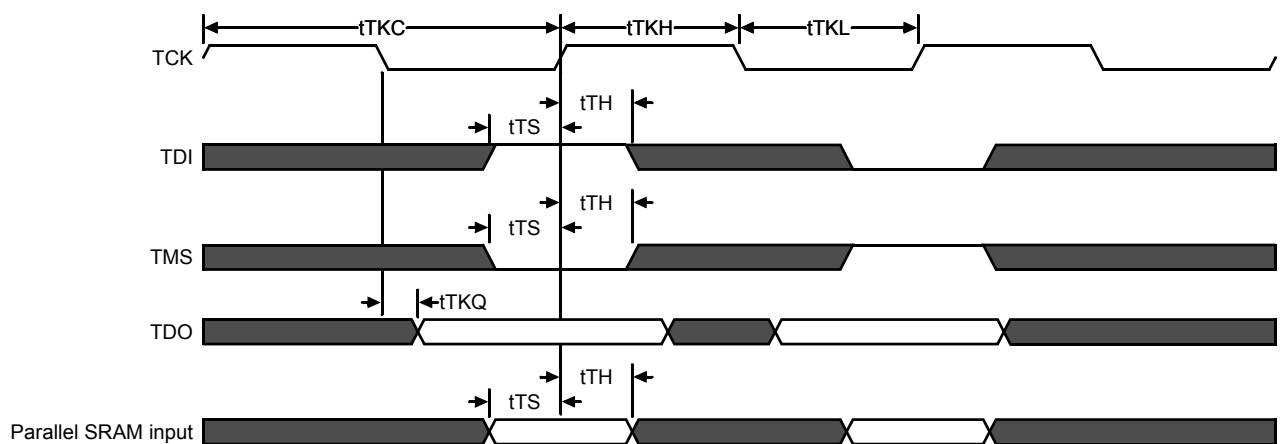 tTKC tTKH tTKL
TCK
tTH
tTS
TDI
tTH
tTS
TMS
tTKQ
TDO
tTH
tTS
Parallel SRAM input